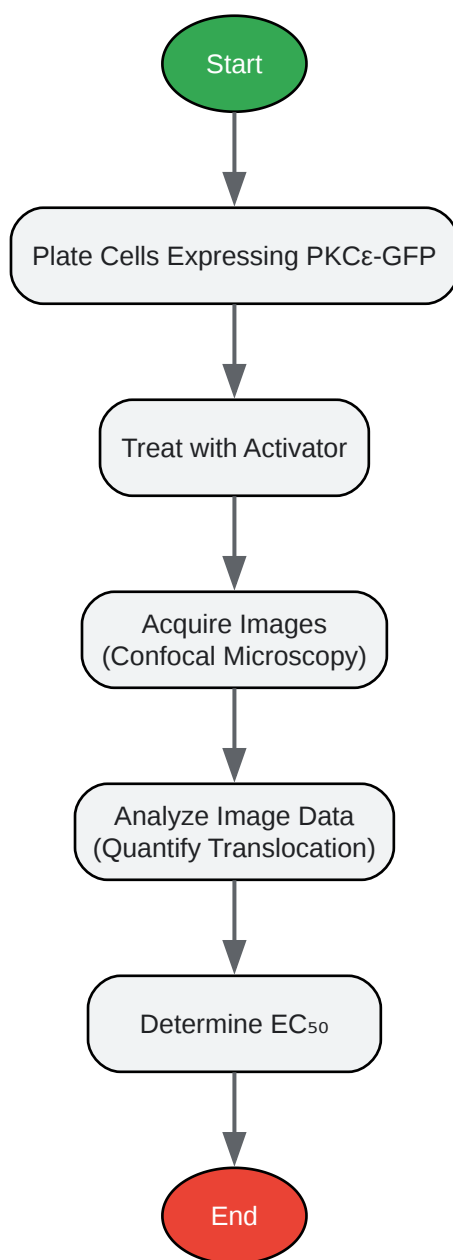 Start
Plate Cells Expressing PKCε-GFP
Treat with Activator
Acquire Images
(Confocal Microscopy)
Analyze Image Data
(Quantify Translocation)
Determine EC₅₀
End